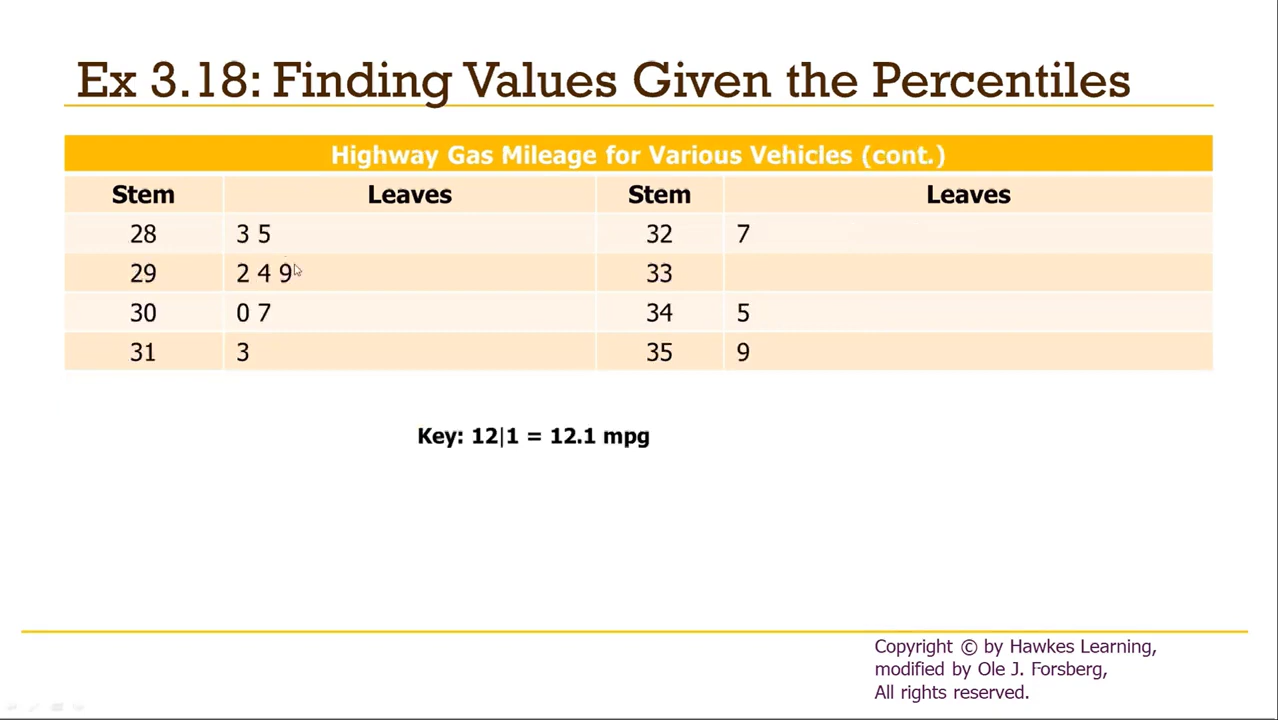 Ex 3.18: Finding Values Given the Percentiles
Highway Gas Mileage for Various Vehicles (cont.)
Stem Leaves Stem Leaves
28 3 5 32 7
29 2 4 9 33
30 0 7 34 5
31 3 35 9
Key: 12|1 = 12.1 mpg
Copyright © by Hawkes Learning,
modified by Ole J. Forsberg,
All rights reserved.